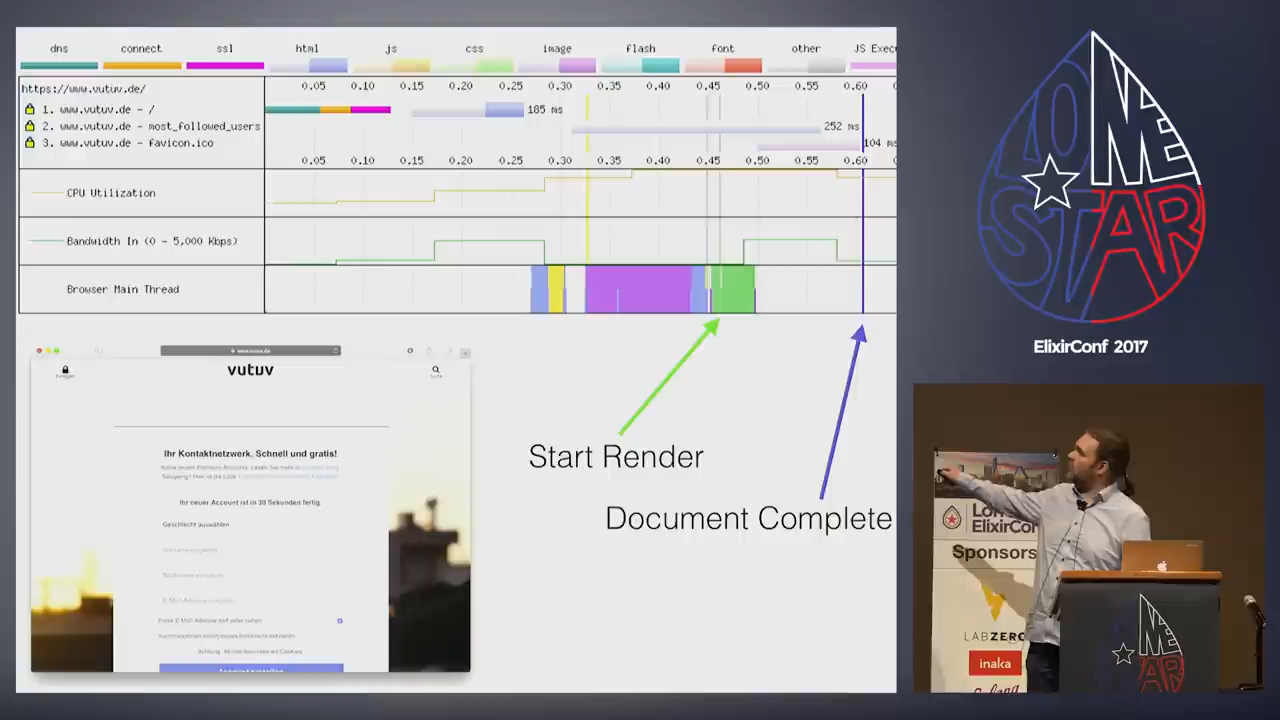 dns connect ssl html js css image flash font other JS Exec
https://www.vutuv.de/
0.05 0.10 0.15 0.20 0.25 0.30 0.35 0.40 0.45 0.50 0.55 0.60
1. www.vutuv.de - /
185 ms
2. www.vutuv.de - most_followed_users
252 ms
3. www.vutuv.de - favicon.ico
104 ms
0.05 0.10 0.15 0.20 0.25 0.30 0.35 0.40 0.45 0.50 0.55 0.60
CPU Utilization
Bandwidth In (0 - 5,000 Kbps)
Browser Main Thread
vutuv
Suche
Ihr Kontaktnetzwerk, Schnell und gratis!
Ihr neuer Account ist in 30 Sekunden fertig.
Geschlecht auswählen
Start Render
Document Complete
LONE
STAR
ElixirConf 2017
ElixirConf
Sponsors
LABZERO
inaka
LONE
STAR